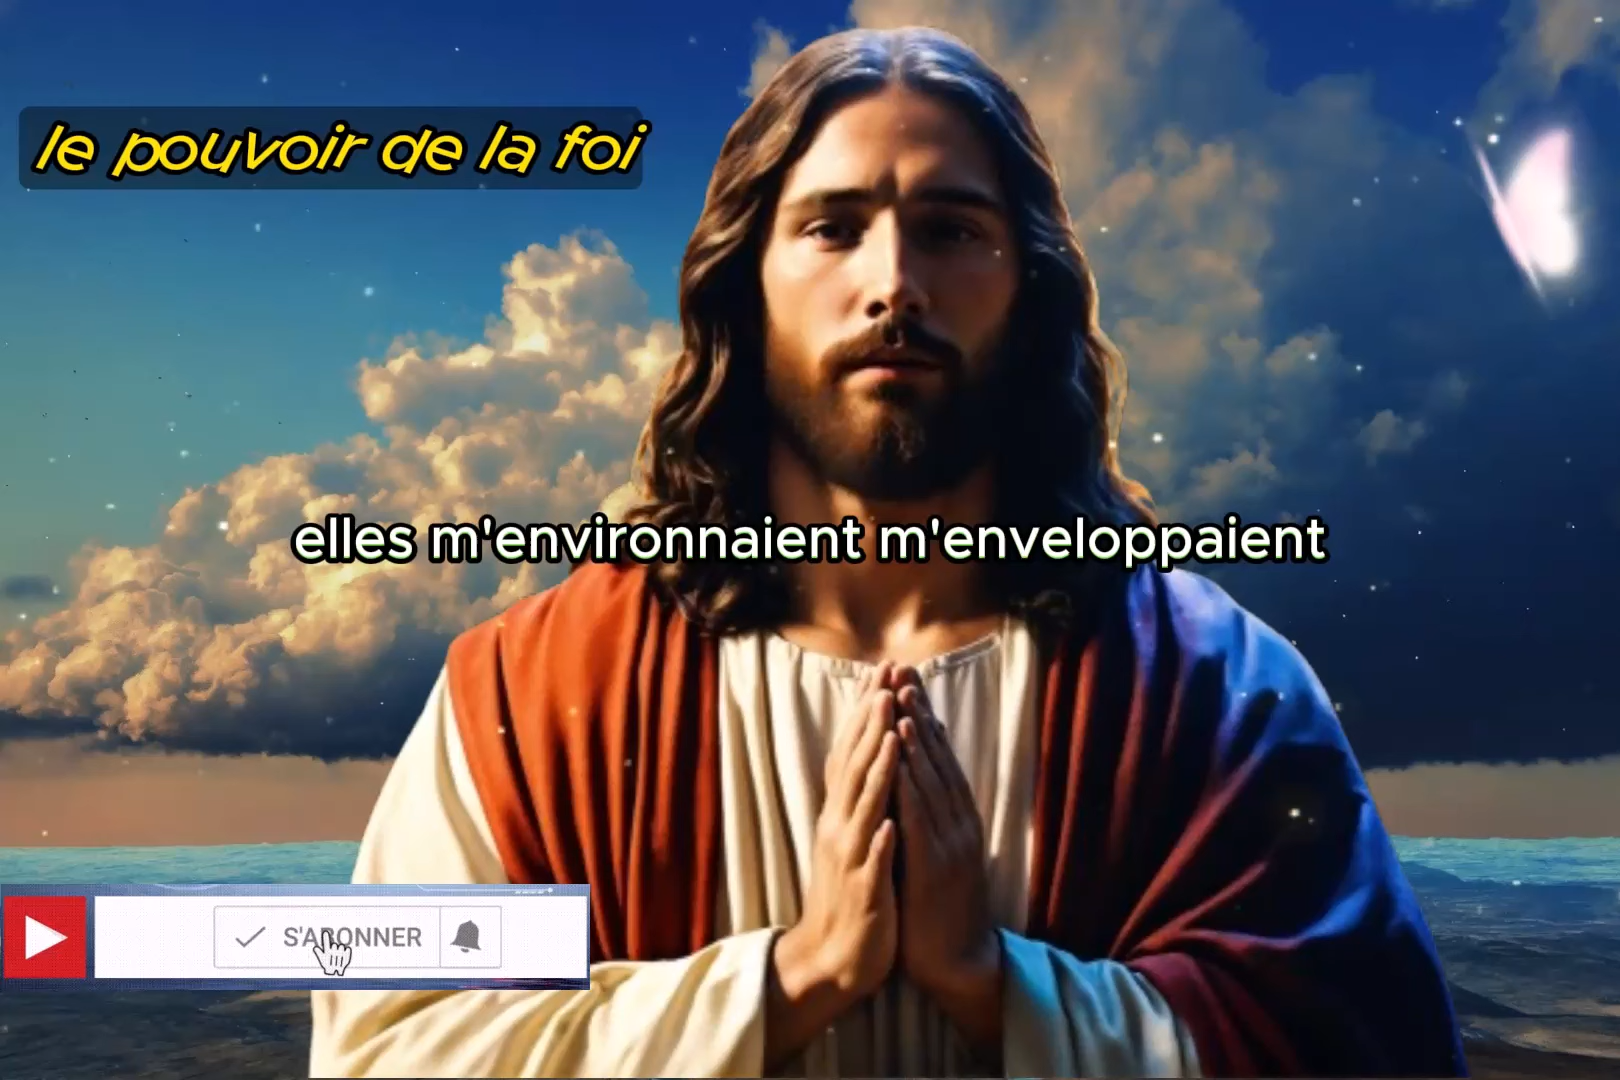 le pouvoir de la foi
elles m'environnaient m'enveloppaient
S'ABONNER